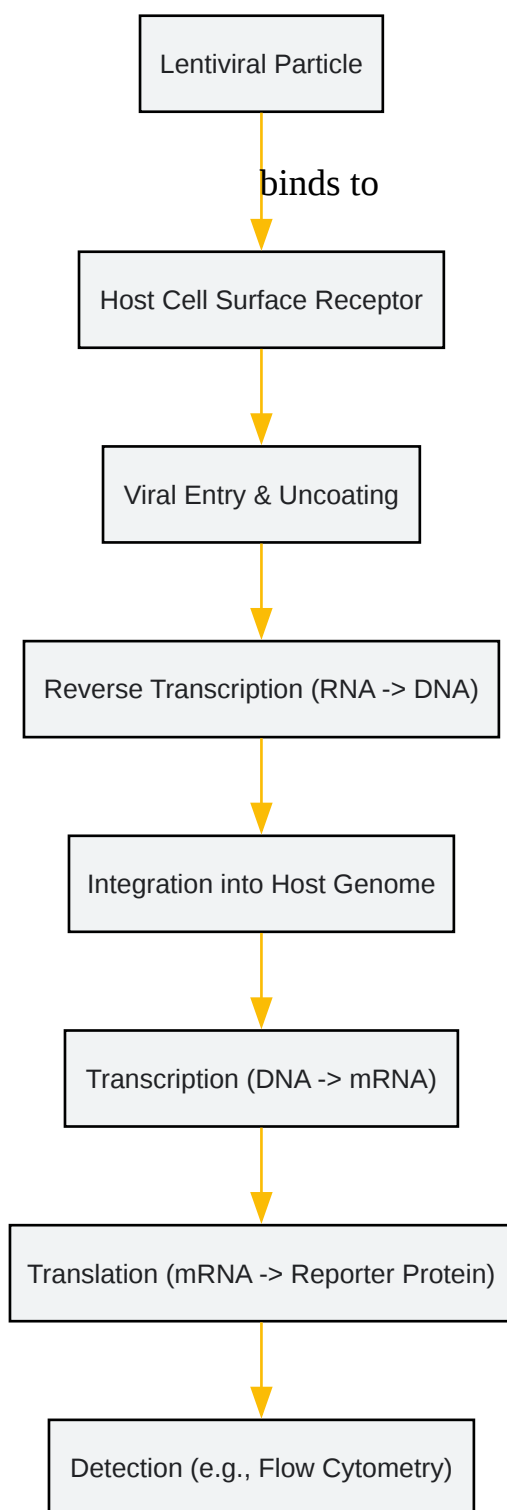 Lentiviral Particle
binds to
Host Cell Surface Receptor
Viral Entry & Uncoating
Reverse Transcription (RNA -> DNA)
Integration into Host Genome
Transcription (DNA -> mRNA)
Translation (mRNA -> Reporter Protein)
Detection (e.g., Flow Cytometry)